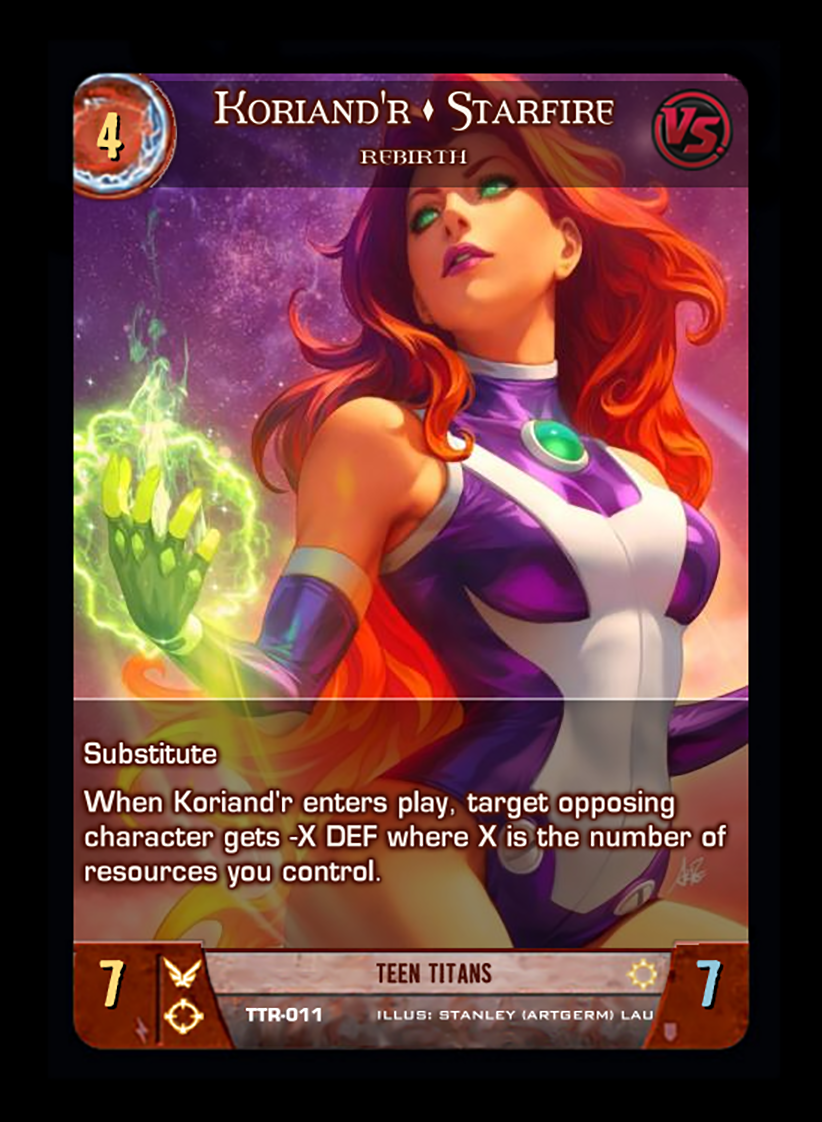 4
KORIAND'R ♦ STARFIRE
REBIRTH
VS.
Substitute
When Koriand'r enters play, target opposing
character gets -X DEF where X is the number of
resources you control.
7
TEEN TITANS
7
TTR-011
ILLUS: STANLEY (ARTGERM) LAU